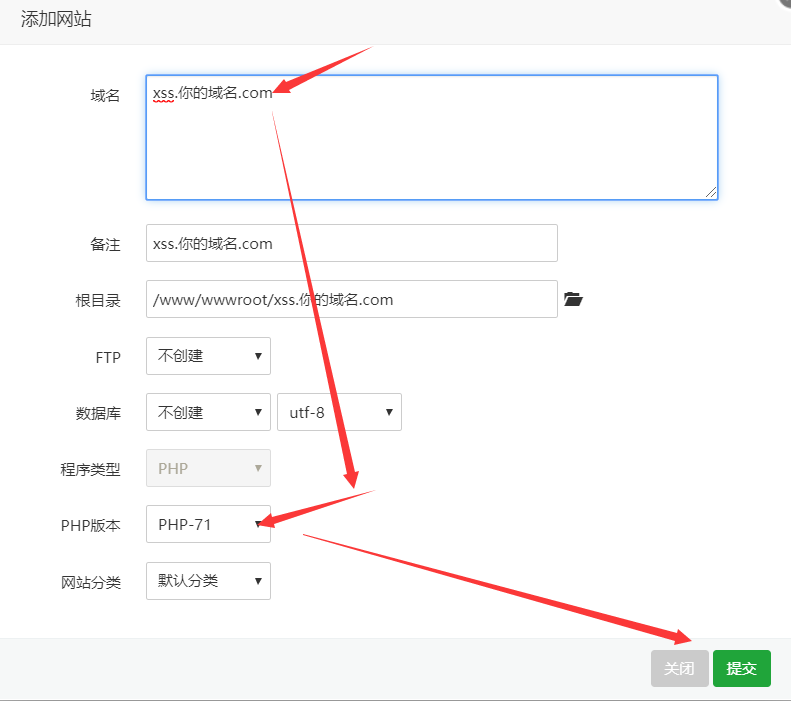 添加网站
域名 xss.你的域名.com
备注 xss.你的域名.com
根目录 /www/wwwroot/xss.你的域名.com
FTP 不创建
数据库 不创建 utf-8
程序类型 PHP
PHP版本 PHP-71
网站分类 默认分类
关闭 提交